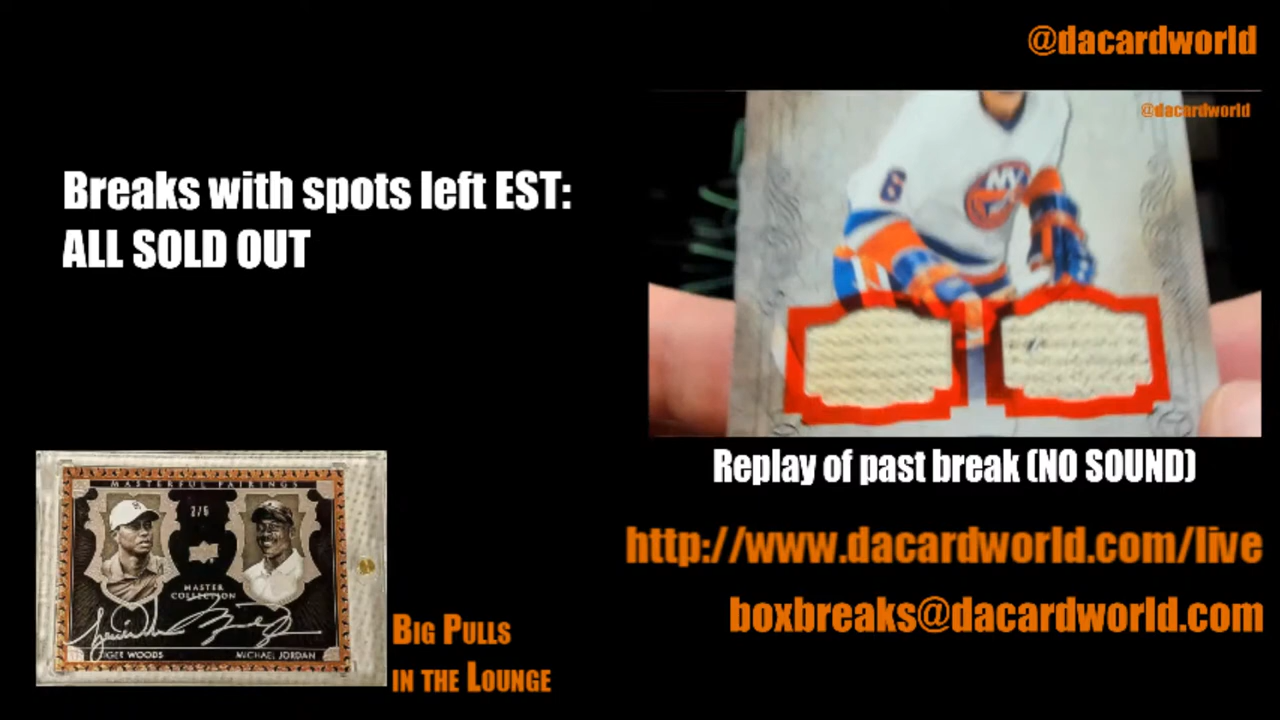 @dacardworld
@dacardworld
Breaks with spots left EST:
ALL SOLD OUT
6
NY
Replay of past break (NO SOUND)
http://www.dacardworld.com/live
boxbreaks@dacardworld.com
MASTERFUL PAIRINGS
2/5
MASTER
COLLECTION
TIGER WOODS
MICHAEL JORDAN
BIG PULLS
IN THE LOUNGE